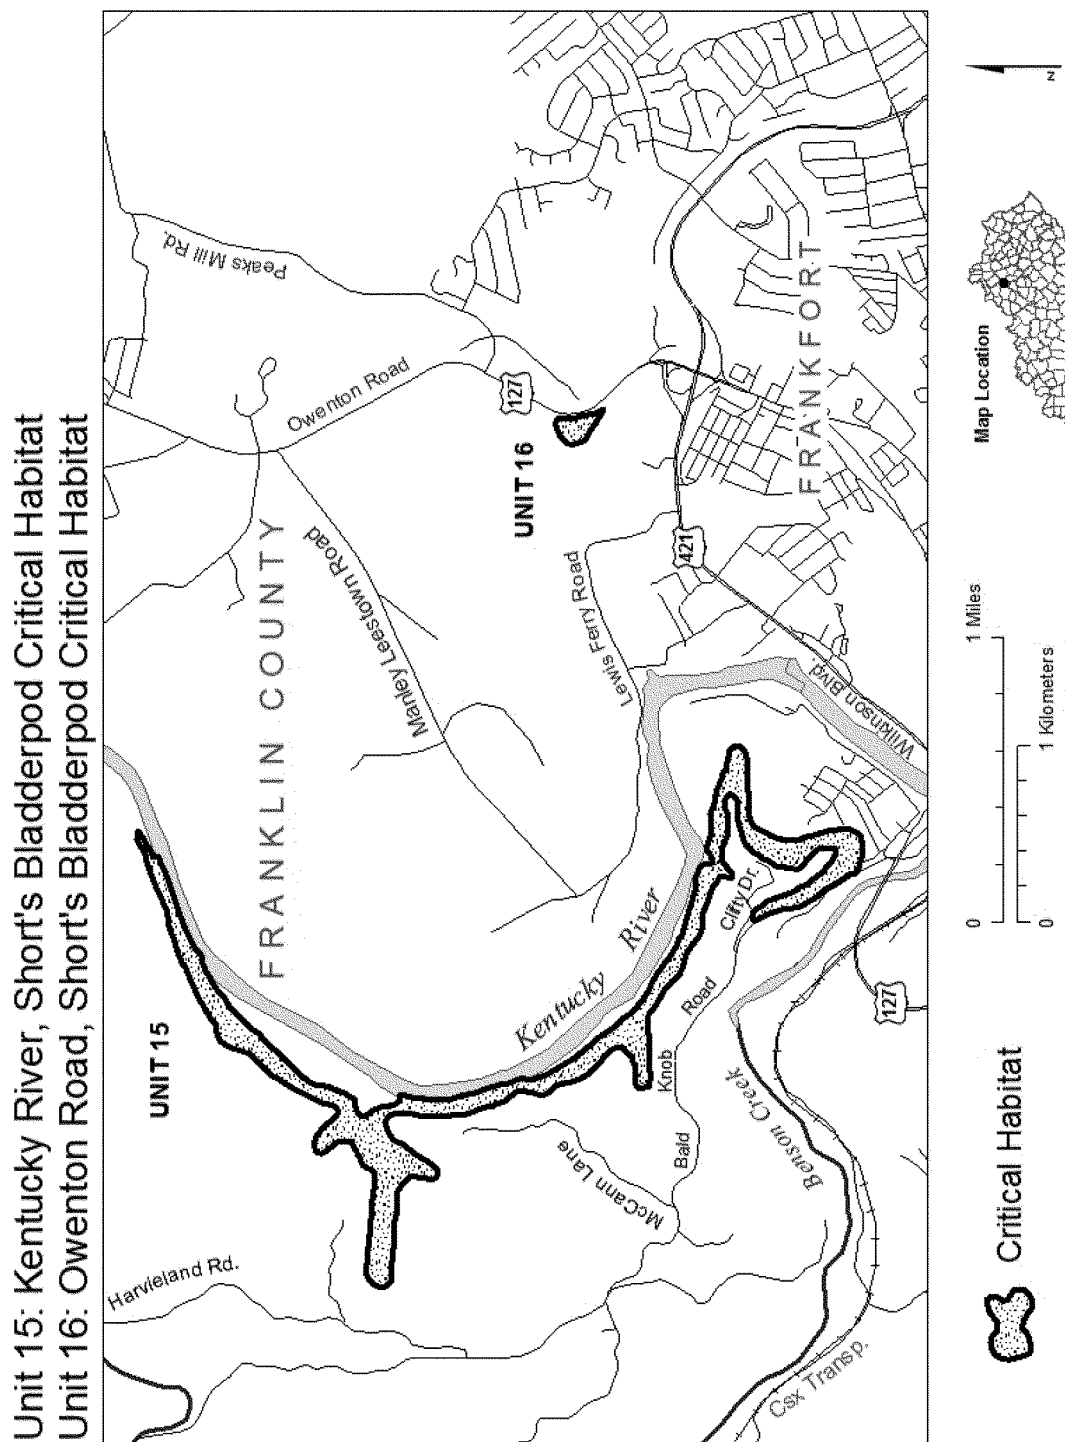 Unit 15: Kentucky River, Short's Bladderpod Critical Habitat
Unit 16: Owenton Road, Short's Bladderpod Critical Habitat
Harvieland Rd.
UNIT 15
FRANKLIN COUNTY
Peaks Mill Rd.
Owenton Road
Manley Leestown Road
127
UNIT 16
McCann Lane
Kentucky River
Lewis Ferry Road
Bald Knob Road
Cliffy Dr.
421
Benson Creek
FRANKFORT
Wilkinson Blvd.
Csx Transp.
127
Critical Habitat
0 1 Miles
0 1 Kilometers
Map Location
N